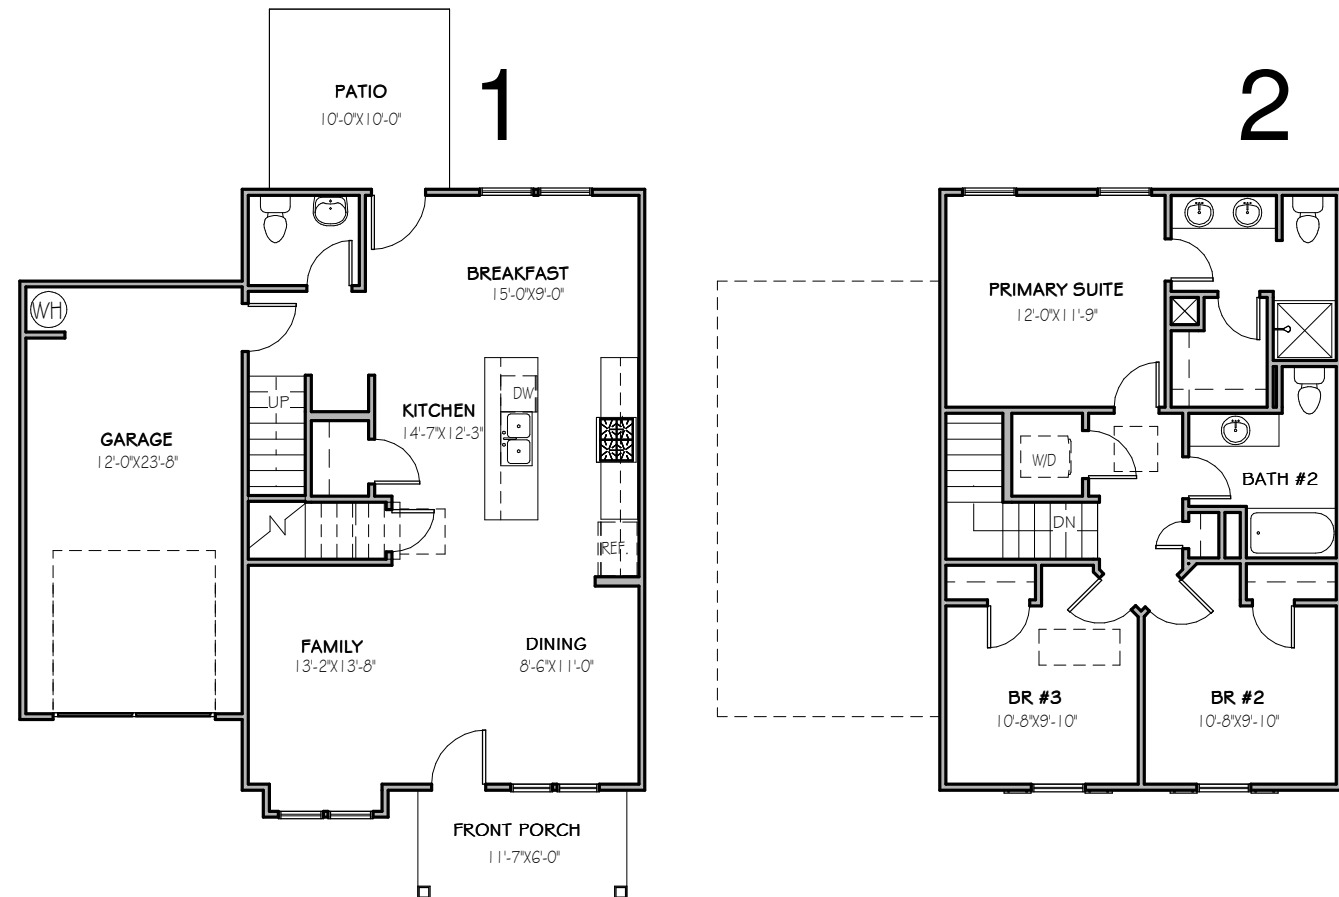 1
2
PATIO
10'-0"X10'-0"
BREAKFAST
15'-0"X9'-0"
WH
PRIMARY SUITE
12'-0"X11'-9"
UP
DW
KITCHEN
14'-7"X12'-3"
GARAGE
12'-0"X23'-8"
W/D
BATH #2
DN
REF.
FAMILY
13'-2"X13'-8"
DINING
8'-6"X11'-0"
BR #3
10'-8"X9'-10"
BR #2
10'-8"X9'-10"
FRONT PORCH
11'-7"X6'-0"